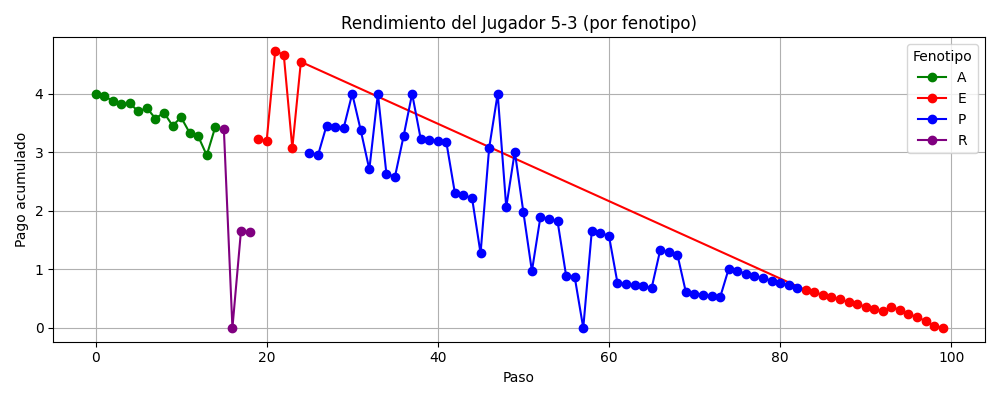 Rendimiento del Jugador 5-3 (por fenotipo)
Fenotipo
A
E
P
R
Pago acumulado
4
3
2
1
0
0 20 40 60 80 100
Paso